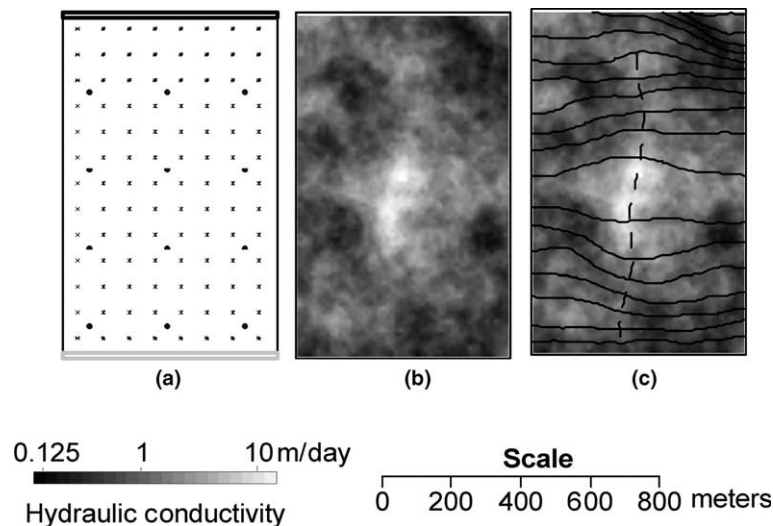 (a)
(b)
(c)
0.125 1 10 m/day
Hydraulic conductivity
Scale
0 200 400 600 800 meters